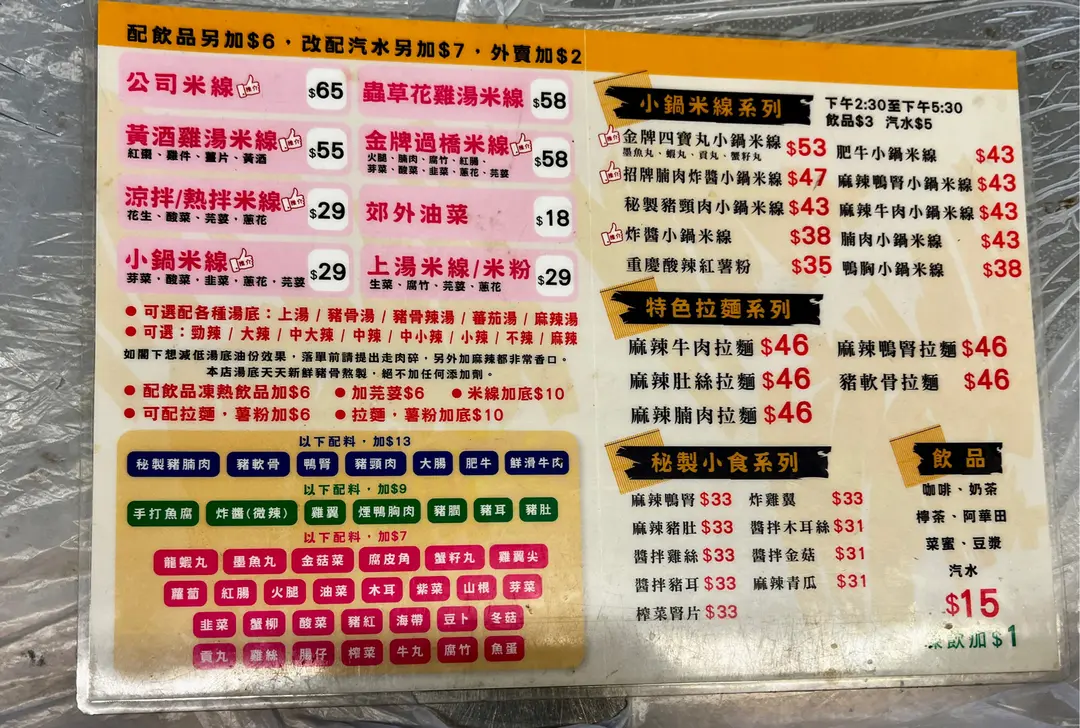 配飲品另加$6，改配汽水另加$7，外賣加$2
公司米線 推介 $65
蟲草花雞湯米線 $58
黃酒雞湯米線 推介 $55
紅棗、雞件、薑片、黃酒
金牌過橋米線 推介 $58
火腿、腩肉、腐竹、紅腸、
芽菜、酸菜、韭菜、蔥花、芫荽
涼拌/熱拌米線 推介 $29
花生、酸菜、芫荽、蔥花
郊外油菜 $18
小鍋米線 推介 $29
芽菜、酸菜、韭菜、蔥花、芫荽
上湯米線/米粉 $29
生菜、腐竹、芫荽、蔥花
● 可選配各種湯底：上湯 / 豬骨湯 / 豬骨辣湯 / 蕃茄湯 / 麻辣湯
● 可選：勁辣 / 大辣 / 中大辣 / 中辣 / 中小辣 / 小辣 / 不辣 / 麻辣
如閣下想減低湯底油份效果，落單前請提出走肉碎，另外加麻辣都非常香口。
本店湯底天天新鮮豬骨熬製，絕不加任何添加劑。
● 配飲品凍熱飲品加$6 ● 加芫荽$6 ● 米線加底$10
● 可配拉麵、薯粉加$6 ● 拉麵、薯粉加底$10
以下配料，加$13
秘製豬腩肉 豬軟骨 鴨腎 豬頸肉 大腸 肥牛 鮮滑牛肉
以下配料，加$9
手打魚腐 炸醬(微辣) 雞翼 煙鴨胸肉 豬膶 豬耳 豬肚
以下配料，加$7
龍蝦丸 墨魚丸 金菇菜 腐皮角 蟹籽丸 雞翼尖
蘿蔔 紅腸 火腿 油菜 木耳 紫菜 山根 芽菜
韭菜 蟹柳 酸菜 豬紅 海帶 豆卜 冬菇
貢丸 雞絲 腸仔 榨菜 牛丸 腐竹 魚蛋
小鍋米線系列
下午2:30至下午5:30
飲品$3 汽水$5
推介 金牌四寶丸小鍋米線 $53
墨魚丸、蝦丸、貢丸、蟹籽丸
肥牛小鍋米線 $43
推介 招牌腩肉炸醬小鍋米線 $47
麻辣鴨腎小鍋米線 $43
秘製豬頸肉小鍋米線 $43
麻辣牛肉小鍋米線 $43
推介 炸醬小鍋米線 $38
腩肉小鍋米線 $43
重慶酸辣紅薯粉 $35
鴨胸小鍋米線 $38
特色拉麵系列
麻辣牛肉拉麵 $46
麻辣鴨腎拉麵 $46
麻辣肚絲拉麵 $46
豬軟骨拉麵 $46
麻辣腩肉拉麵 $46
秘製小食系列
麻辣鴨腎 $33
炸雞翼 $33
麻辣豬肚 $33
醬拌木耳絲 $31
醬拌雞絲 $33
醬拌金菇 $31
醬拌豬耳 $33
麻辣青瓜 $31
榨菜腎片 $33
飲品
咖啡、奶茶
檸茶、阿華田
菜蜜、豆漿
汽水
$15
飲加$1